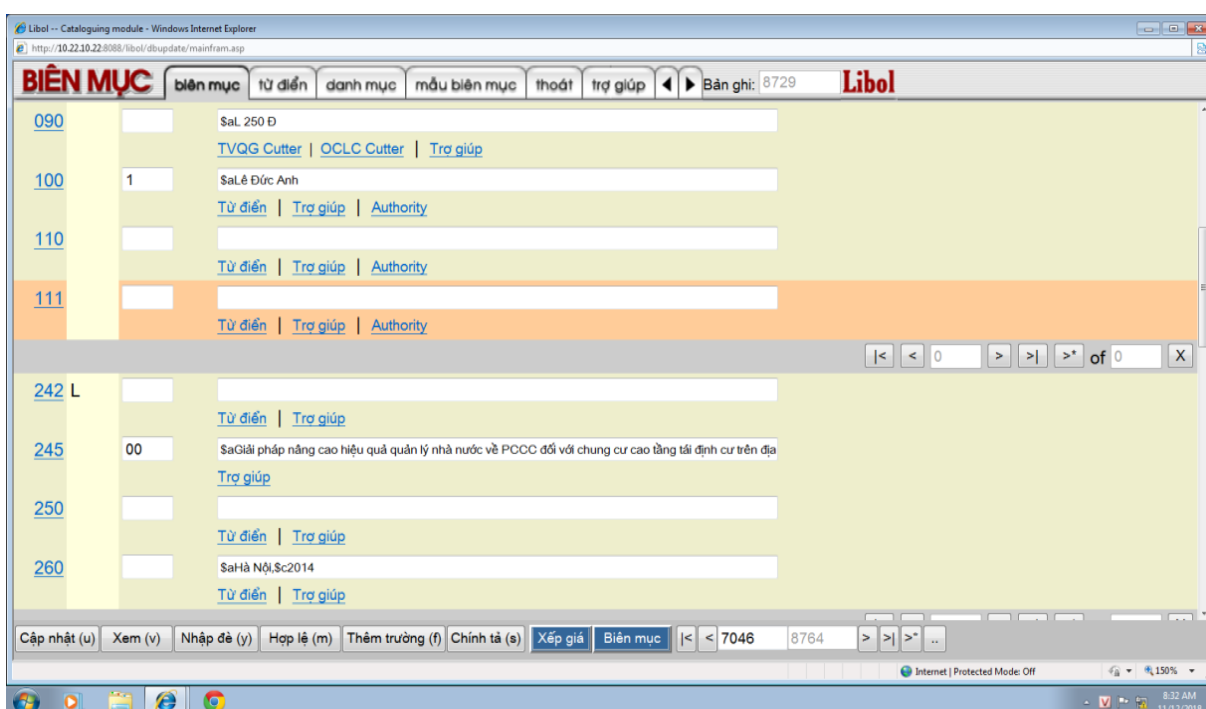 Libol -- Cataloguing module - Windows Internet Explorer
http://10.22.10.22:8088/libol/dbupdate/mainfram.asp
BIÊN MỤC biên mục từ điển danh mục mẫu biên mục thoát trợ giúp Bản ghi: 8729 Libol
090 $aL 250 Đ
TVQG Cutter | OCLC Cutter | Trợ giúp
100 1 $aLê Đức Anh
Từ điển | Trợ giúp | Authority
110
Từ điển | Trợ giúp | Authority
111
Từ điển | Trợ giúp | Authority
|< < 0 > >| >* of 0 X
242 L
Từ điển | Trợ giúp
245 00 $aGiải pháp nâng cao hiệu quả quản lý nhà nước về PCCC đối với chung cư cao tầng tái định cư trên địa
Trợ giúp
250
Từ điển | Trợ giúp
260 $aHà Nội,$c2014
Từ điển | Trợ giúp
Cập nhật (u) Xem (v) Nhập đè (y) Hợp lệ (m) Thêm trường (f) Chính tả (s) Xếp giá Biên mục |< < 7046 8764 > >| >* ..
Internet | Protected Mode: Off 150%
8:32 AM
11/12/2018